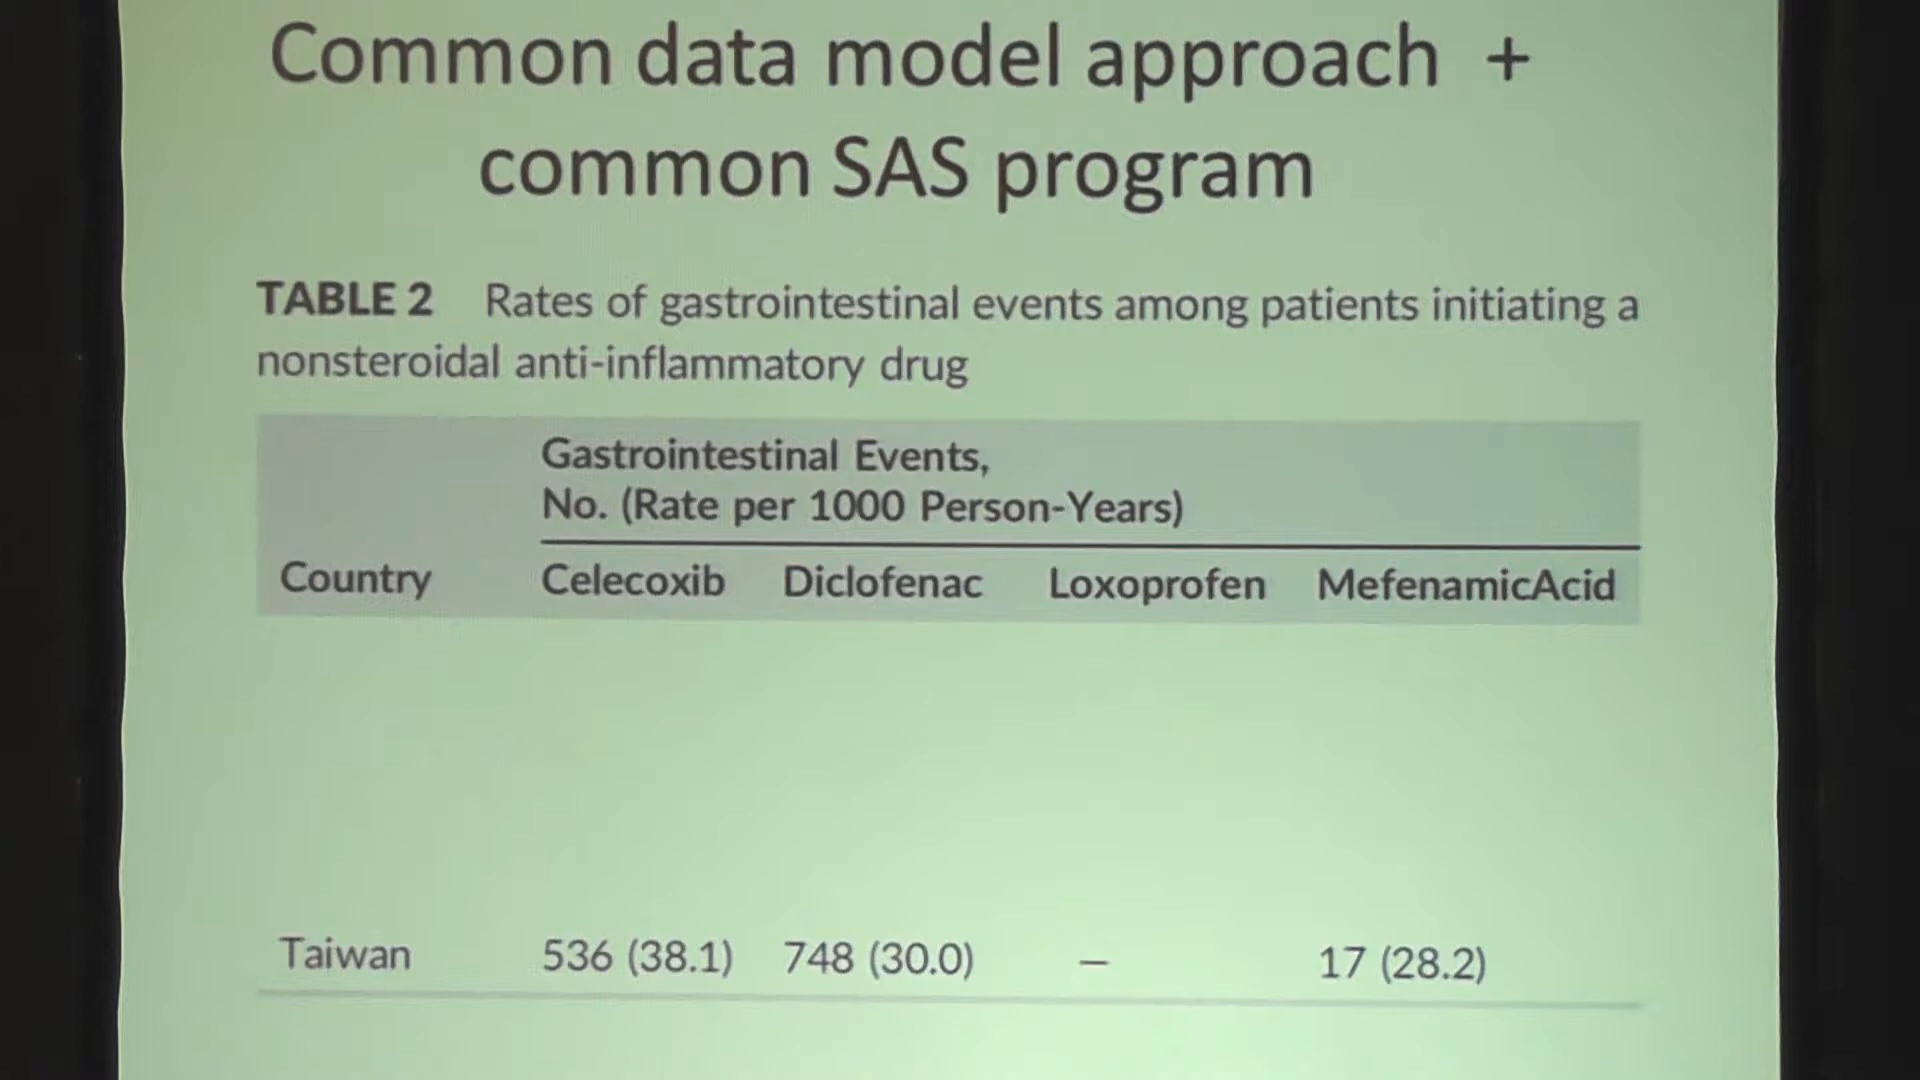 Common data model approach +
common SAS program
TABLE 2 Rates of gastrointestinal events among patients initiating a
nonsteroidal anti-inflammatory drug
Gastrointestinal Events,
No. (Rate per 1000 Person-Years)
Country Celecoxib Diclofenac Loxoprofen MefenamicAcid
Taiwan 536 (38.1) 748 (30.0) – 17 (28.2)